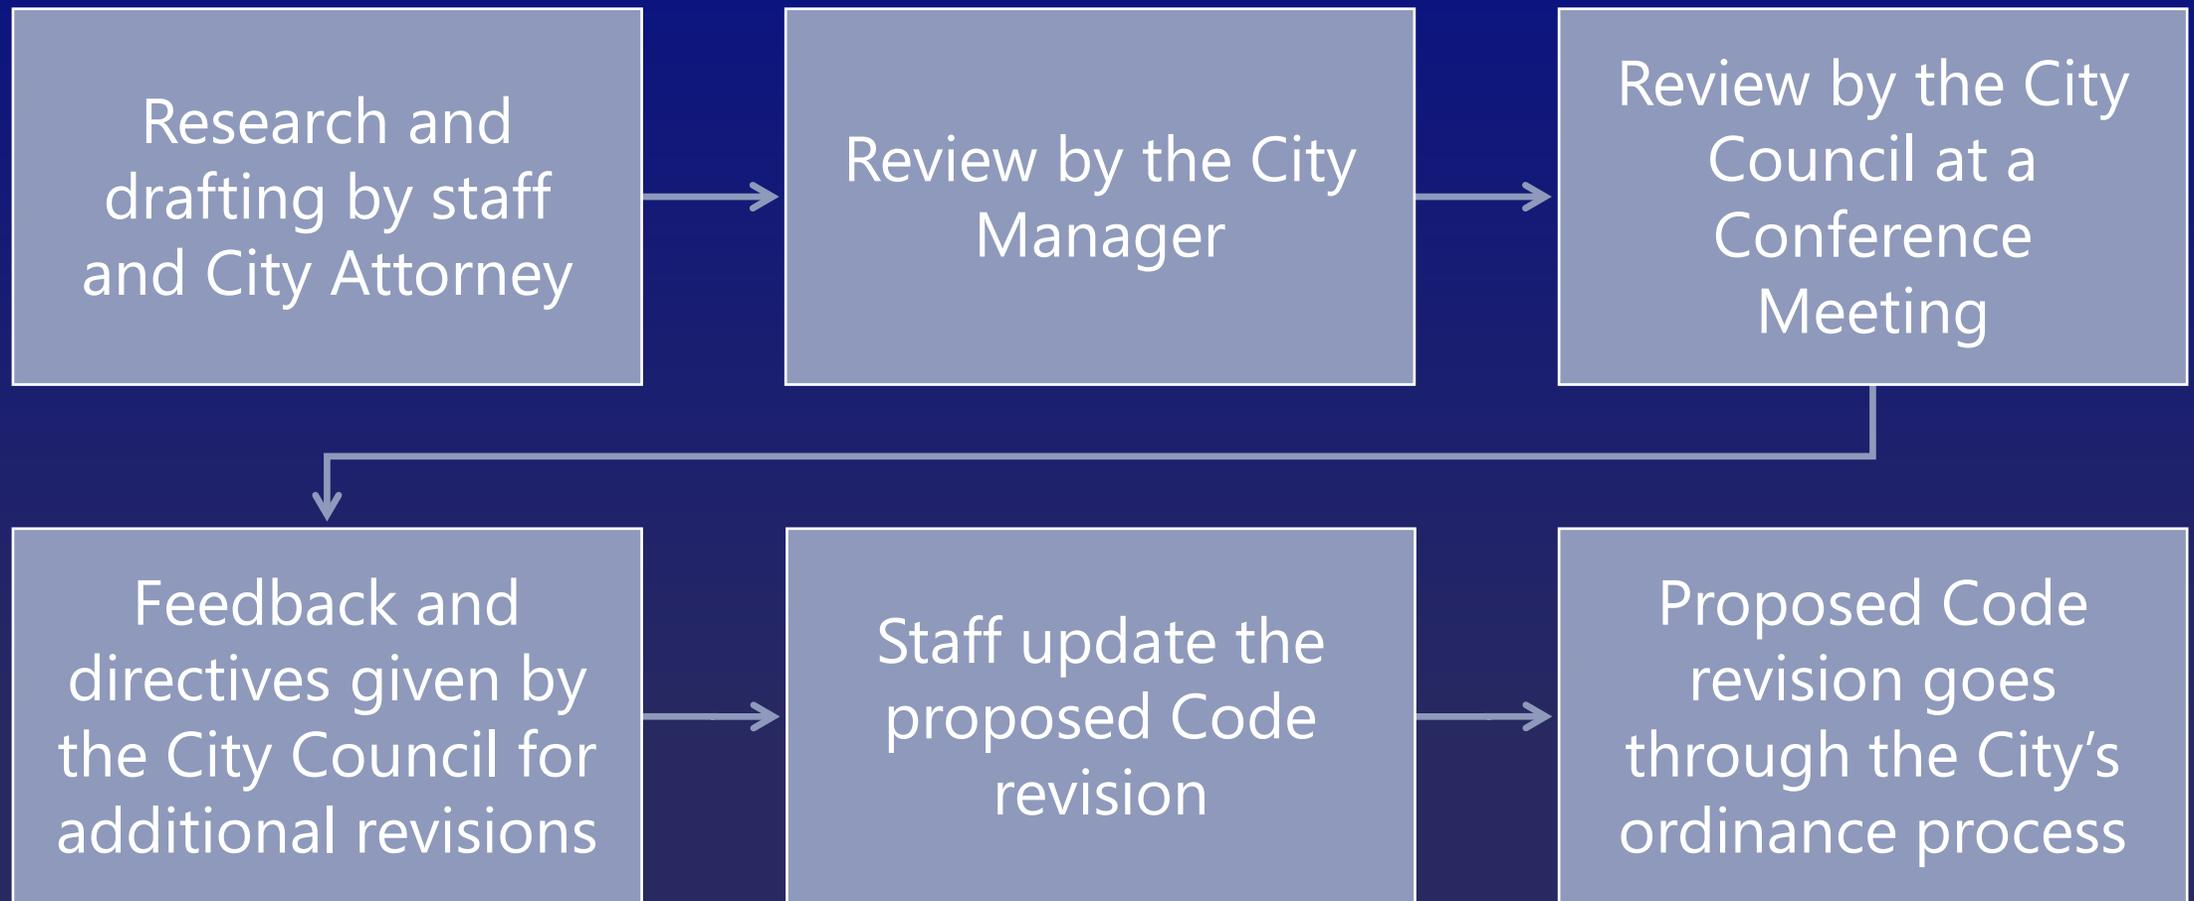 Research and
drafting by staff
and City Attorney
Review by the City
Manager
Review by the City
Council at a
Conference
Meeting
Feedback and
directives given by
the City Council for
additional revisions
Staff update the
proposed Code
revision
Proposed Code
revision goes
through the City’s
ordinance process